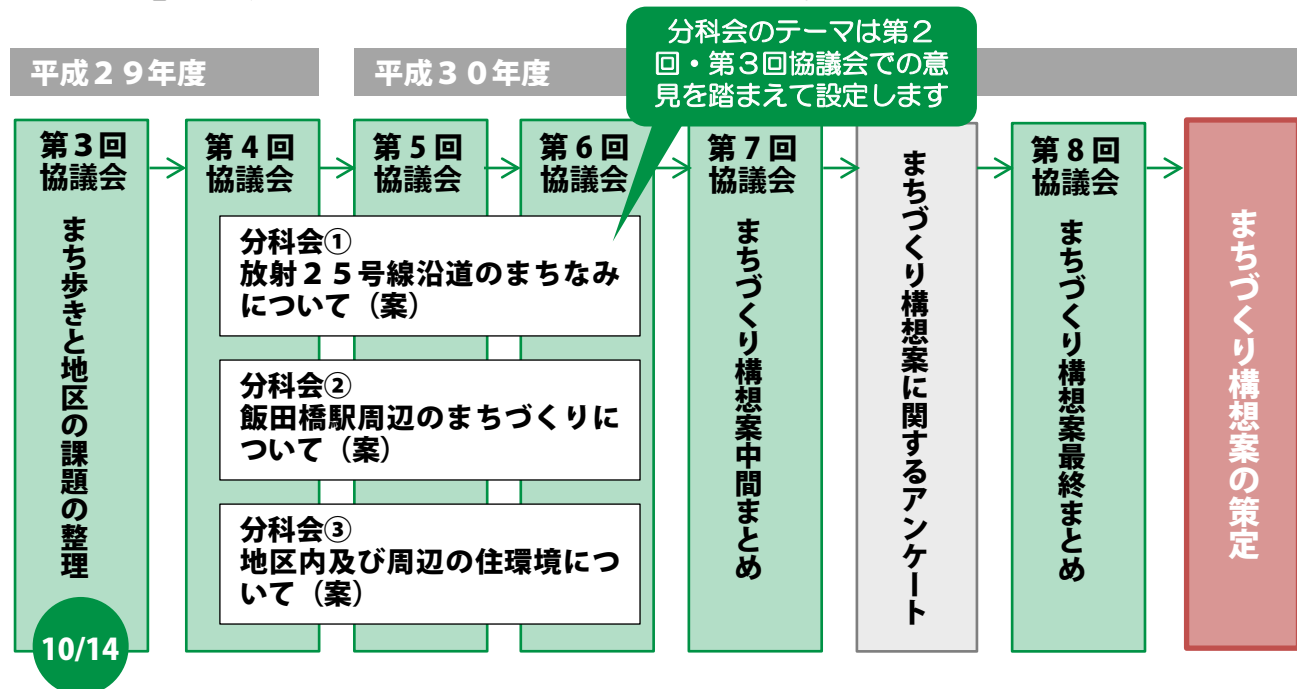 分科会のテーマは第２
回・第３回協議会での意
見を踏まえて設定します
平成２９年度
平成３０年度
第３回
協議会
まち歩きと地区の課題の整理
10/14
第４回
協議会
第５回
協議会
第６回
協議会
分科会①
放射２５号線沿道のまちなみ
について（案）
分科会②
飯田橋駅周辺のまちづくりに
ついて（案）
分科会③
地区内及び周辺の住環境につ
いて（案）
第７回
協議会
まちづくり構想案中間まとめ
まちづくり構想案に関するアンケート
第８回
協議会
まちづくり構想案最終まとめ
まちづくり構想案の策定